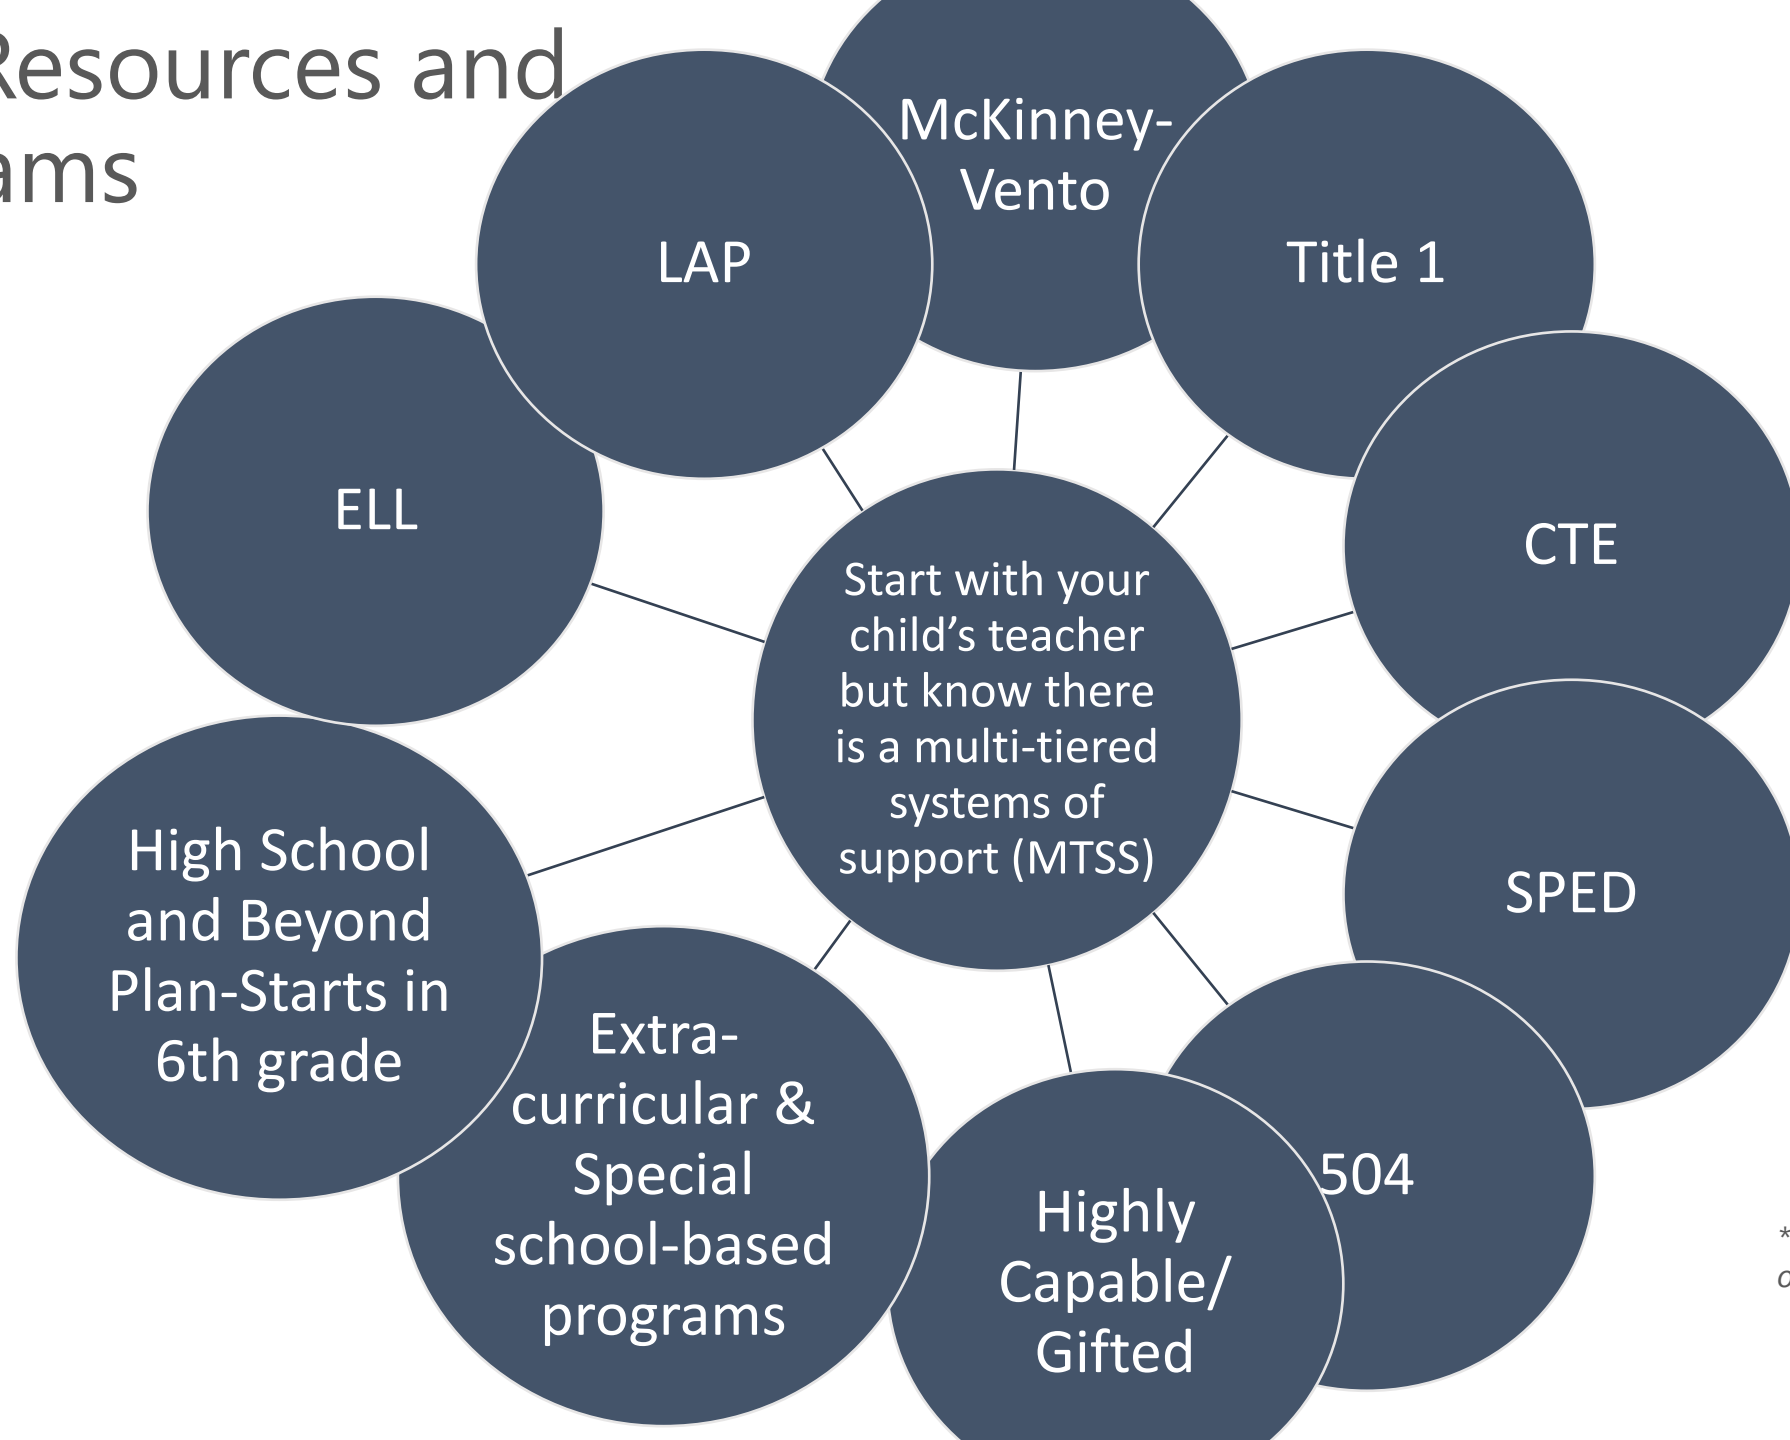 Resources and
ams
McKinney-
Vento
LAP
Title 1
ELL
CTE
Start with your
child’s teacher
but know there
is a multi-tiered
systems of
support (MTSS)
SPED
High School
and Beyond
Plan-Starts in
6th grade
Extra-
curricular &
Special
school-based
programs
504
Highly
Capable/
Gifted
*